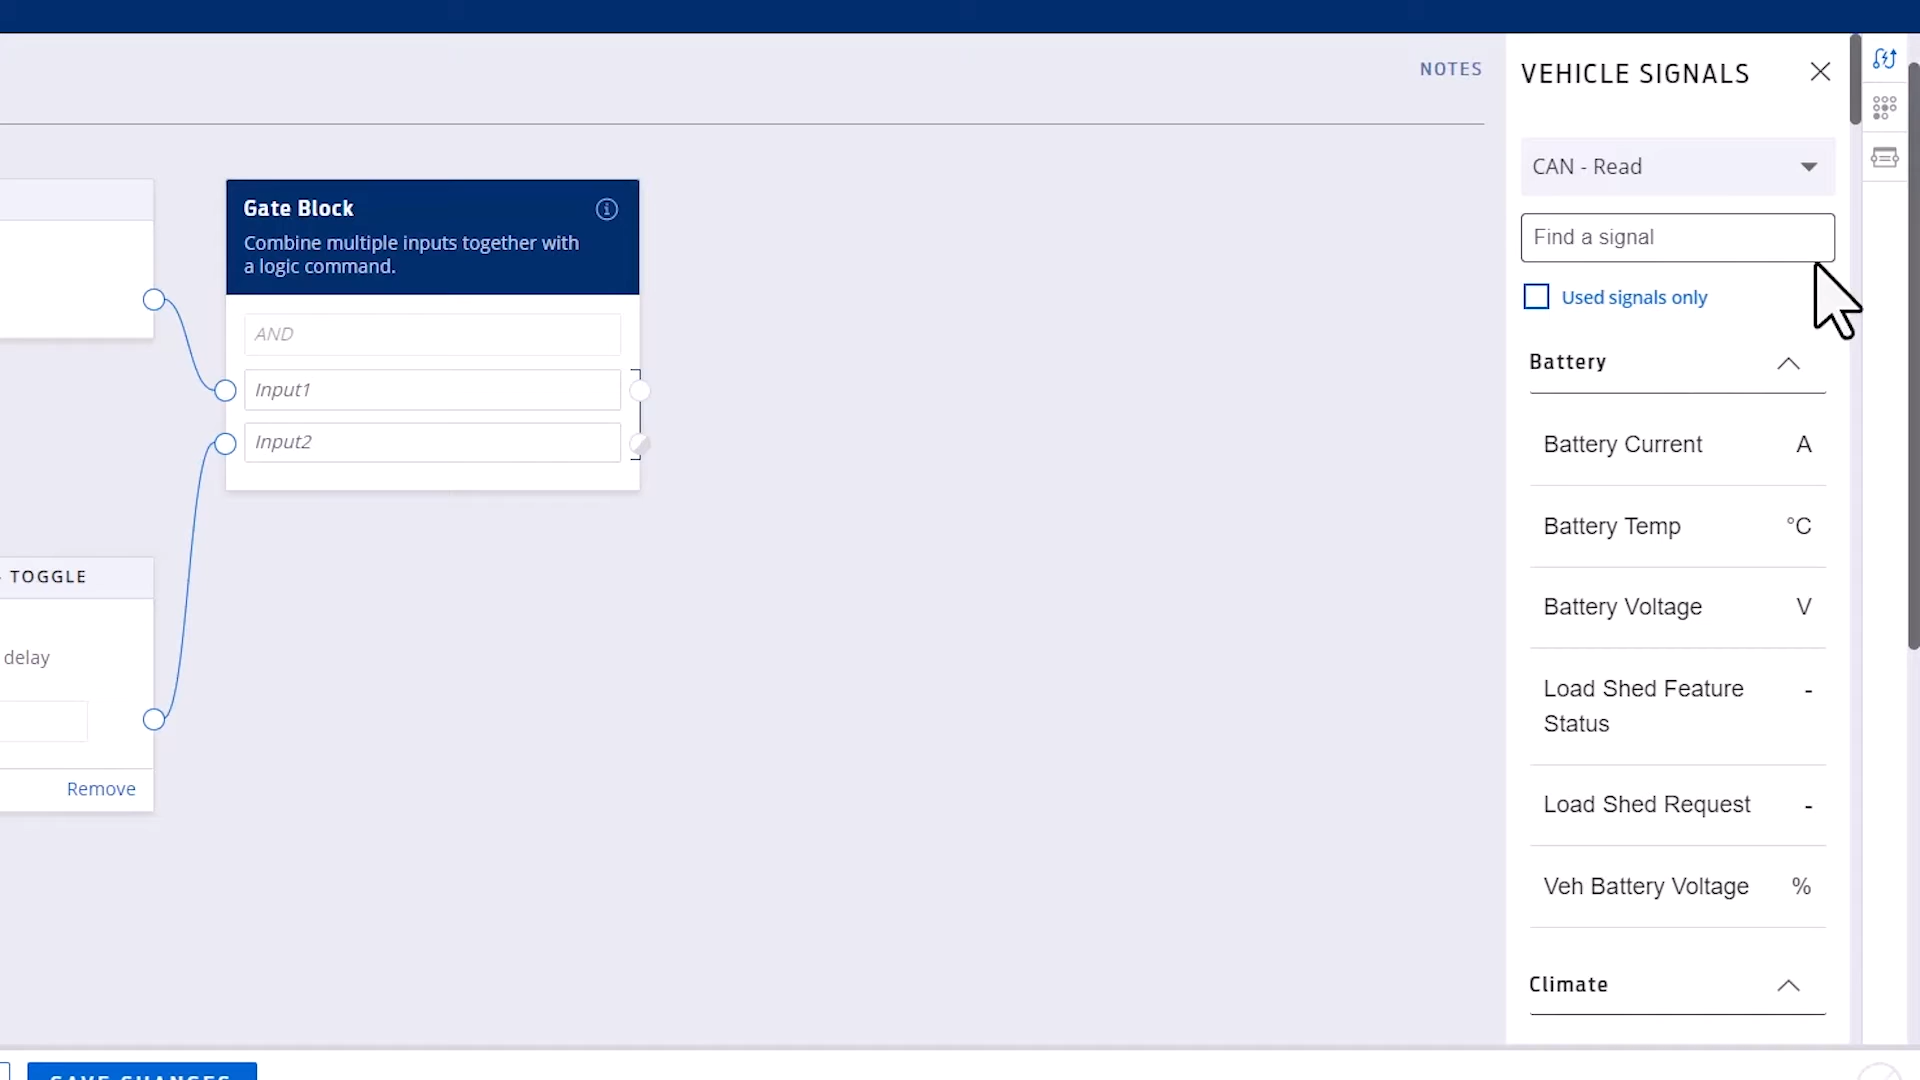 NOTES
VEHICLE SIGNALS
CAN - Read
Find a signal
Used signals only
Battery
Battery Current A
Battery Temp °C
Battery Voltage V
Load Shed Feature -
Status
Load Shed Request -
Veh Battery Voltage %
Climate
Gate Block
Combine multiple inputs together with
a logic command.
AND
Input1
Input2
- TOGGLE
delay
Remove
SAVE CHANGES